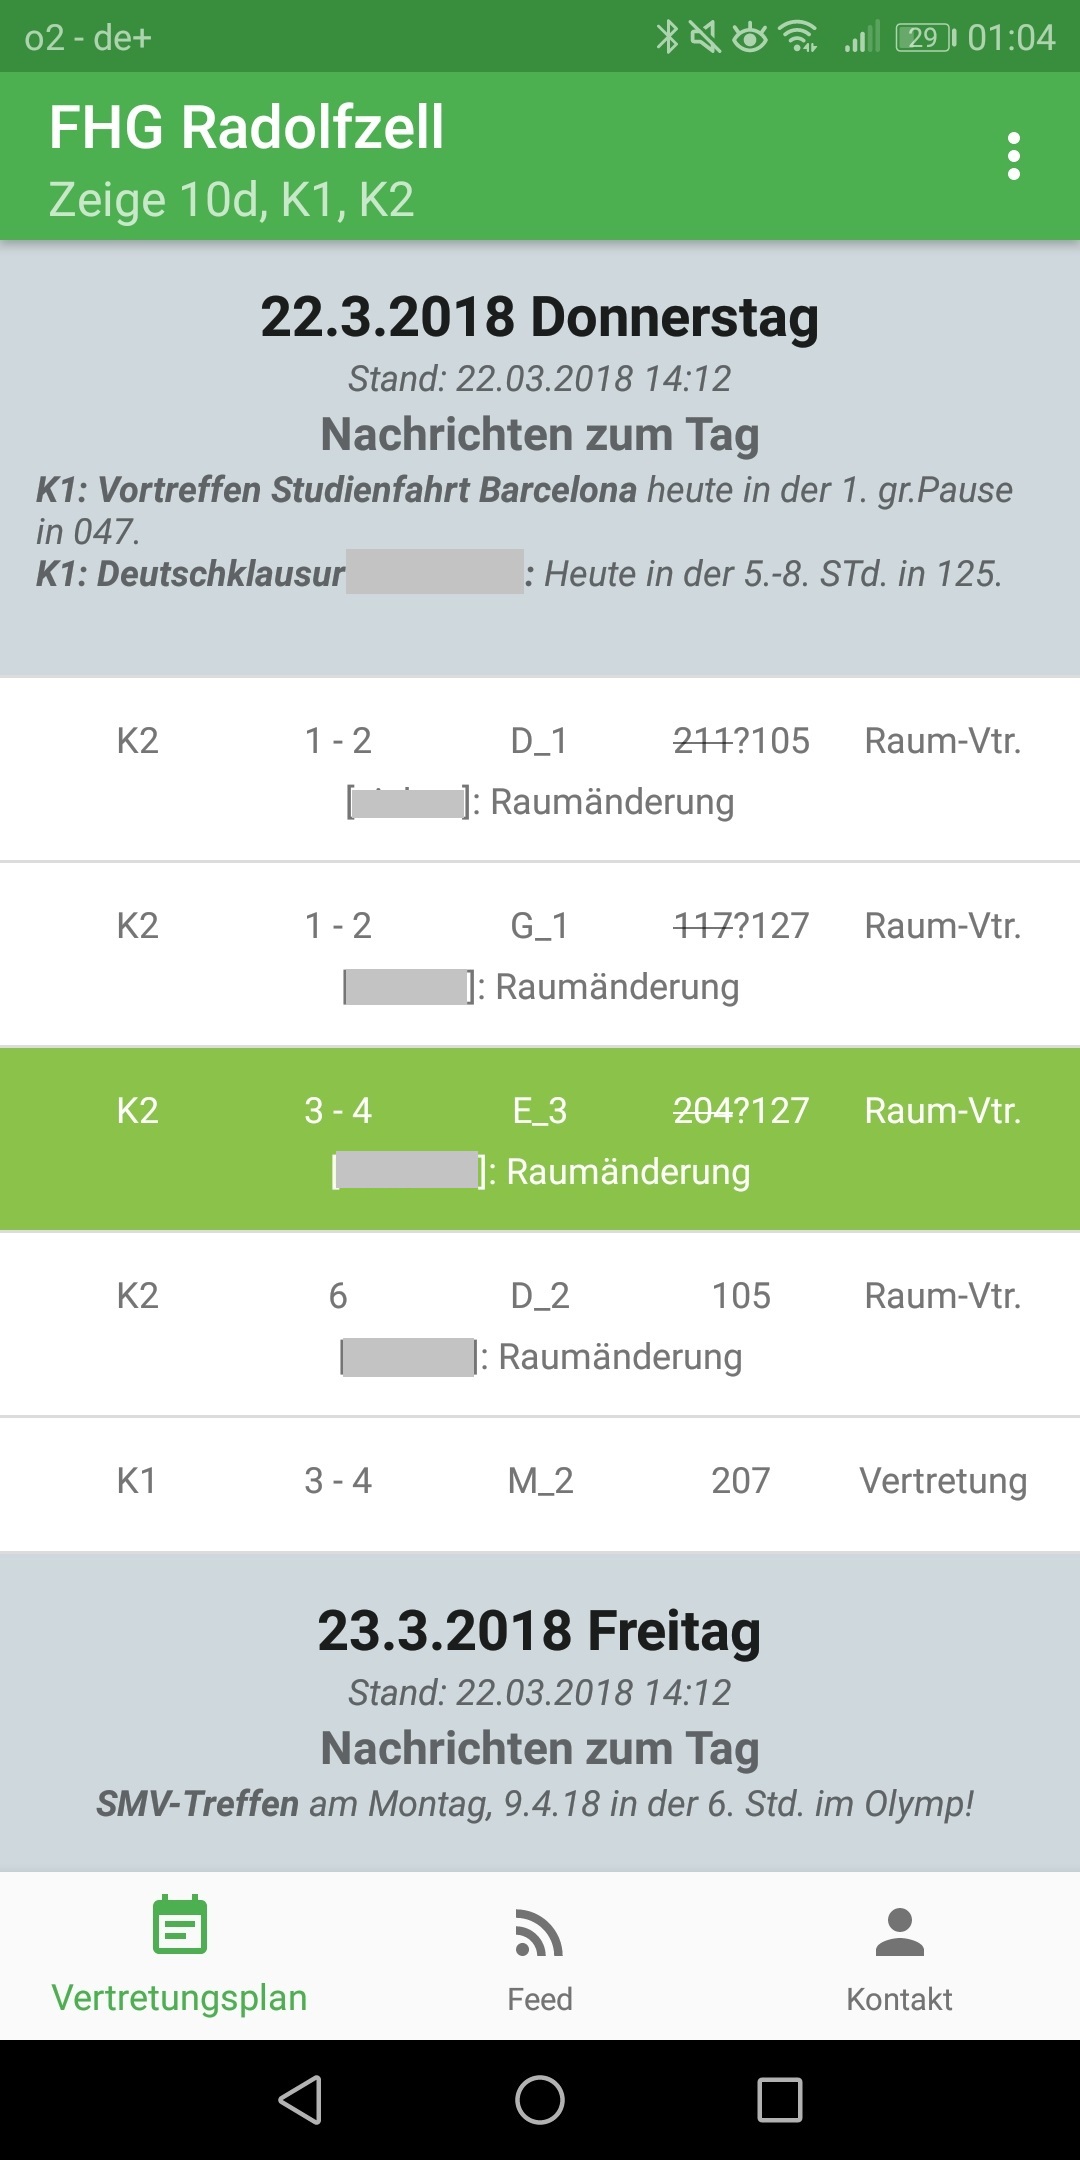 o2 - de+ 29 01:04
FHG Radolfzell
Zeige 10d, K1, K2
22.3.2018 Donnerstag
Stand: 22.03.2018 14:12
Nachrichten zum Tag
K1: Vortreffen Studienfahrt Barcelona heute in der 1. gr.Pause
in 047.
K1: Deutschklausur : Heute in der 5.-8. STd. in 125.
K2 1 - 2 D_1 211?105 Raum-Vtr.
[ ]: Raumänderung
K2 1 - 2 G_1 117?127 Raum-Vtr.
[ ]: Raumänderung
K2 3 - 4 E_3 204?127 Raum-Vtr.
[ ]: Raumänderung
K2 6 D_2 105 Raum-Vtr.
[ ]: Raumänderung
K1 3 - 4 M_2 207 Vertretung
23.3.2018 Freitag
Stand: 22.03.2018 14:12
Nachrichten zum Tag
SMV-Treffen am Montag, 9.4.18 in der 6. Std. im Olymp!
Vertretungsplan Feed Kontakt